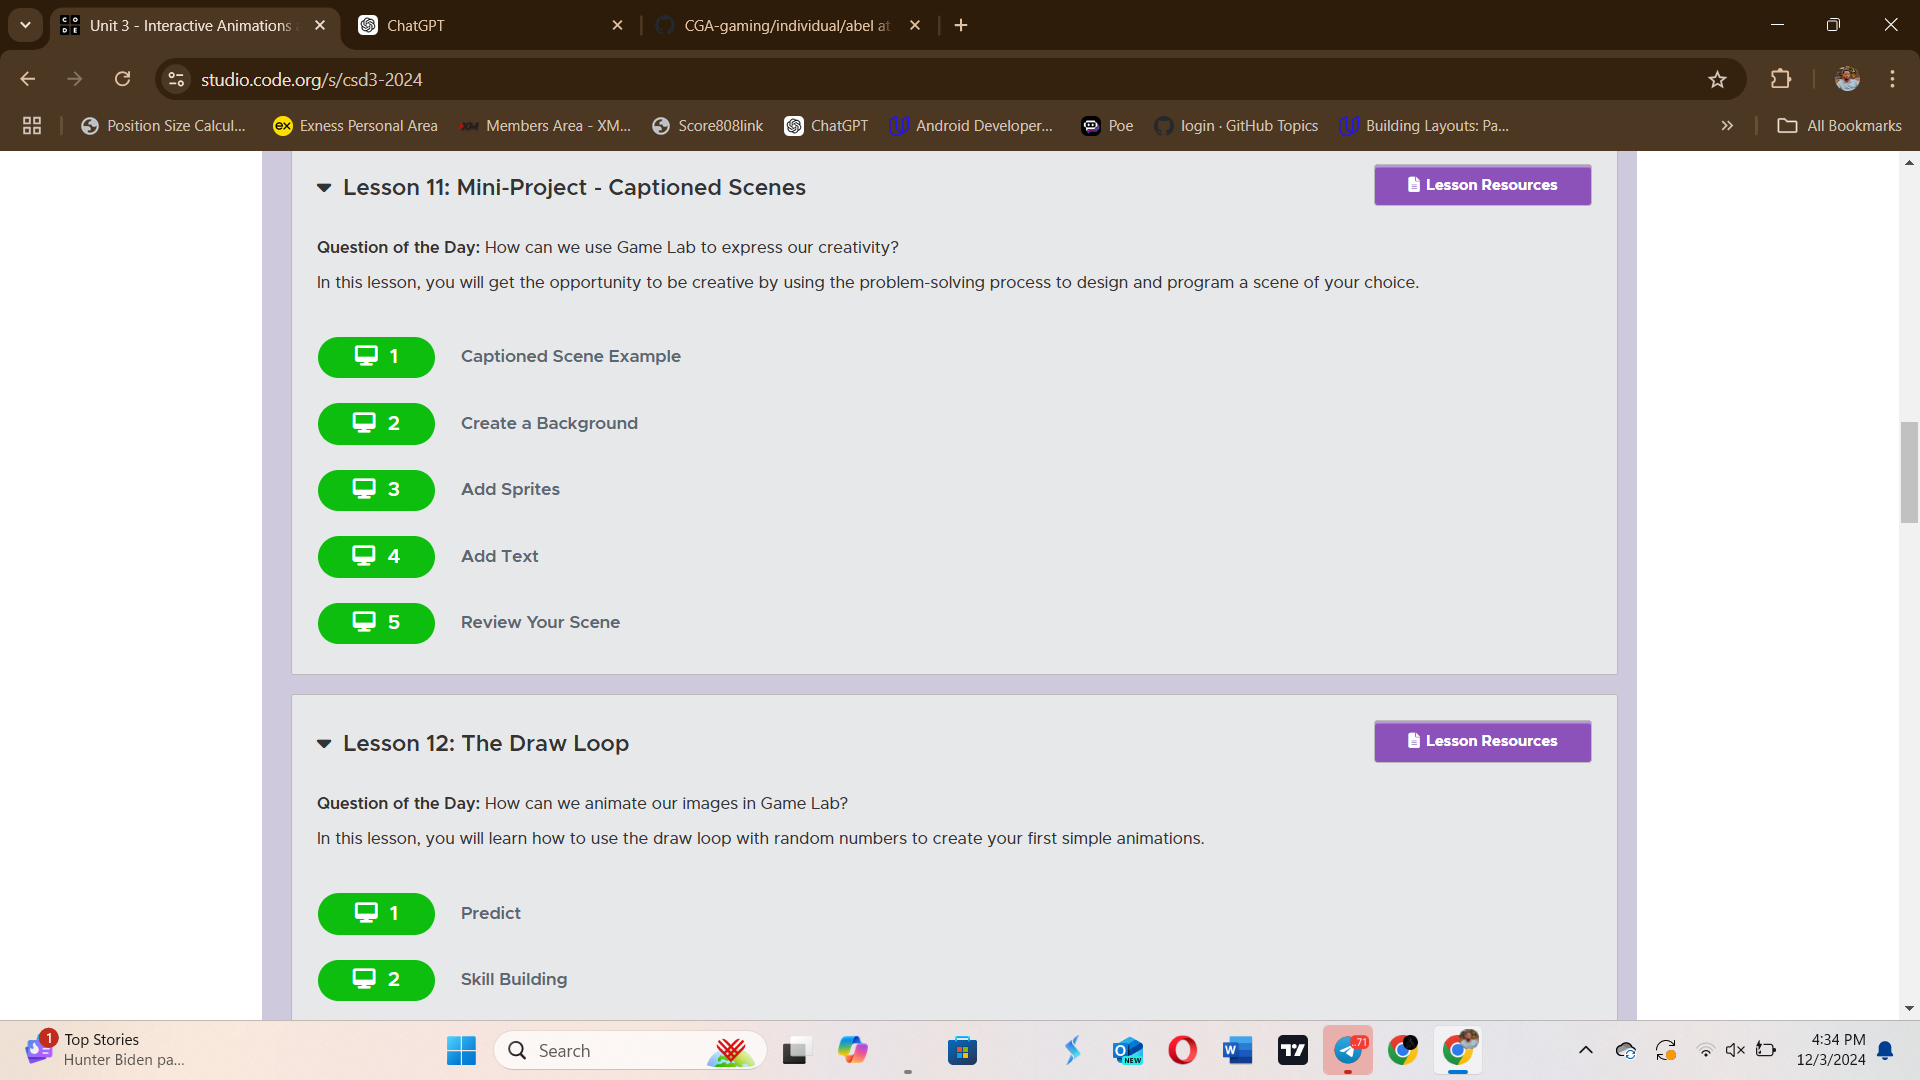 Unit 3 - Interactive Animations
ChatGPT
CGA-gaming/individual/abel at
studio.code.org/s/csd3-2024
Position Size Calcul...
Exness Personal Area
Members Area - XM...
Score808link
ChatGPT
Android Developer...
Poe
login · GitHub Topics
Building Layouts: Pa...
All Bookmarks
Lesson 11: Mini-Project - Captioned Scenes
Lesson Resources
Question of the Day: How can we use Game Lab to express our creativity?
In this lesson, you will get the opportunity to be creative by using the problem-solving process to design and program a scene of your choice.
1 Captioned Scene Example
2 Create a Background
3 Add Sprites
4 Add Text
5 Review Your Scene
Lesson 12: The Draw Loop
Lesson Resources
Question of the Day: How can we animate our images in Game Lab?
In this lesson, you will learn how to use the draw loop with random numbers to create your first simple animations.
1 Predict
2 Skill Building
1
Top Stories
Hunter Biden pa...
Search
NEW
4:34 PM
12/3/2024